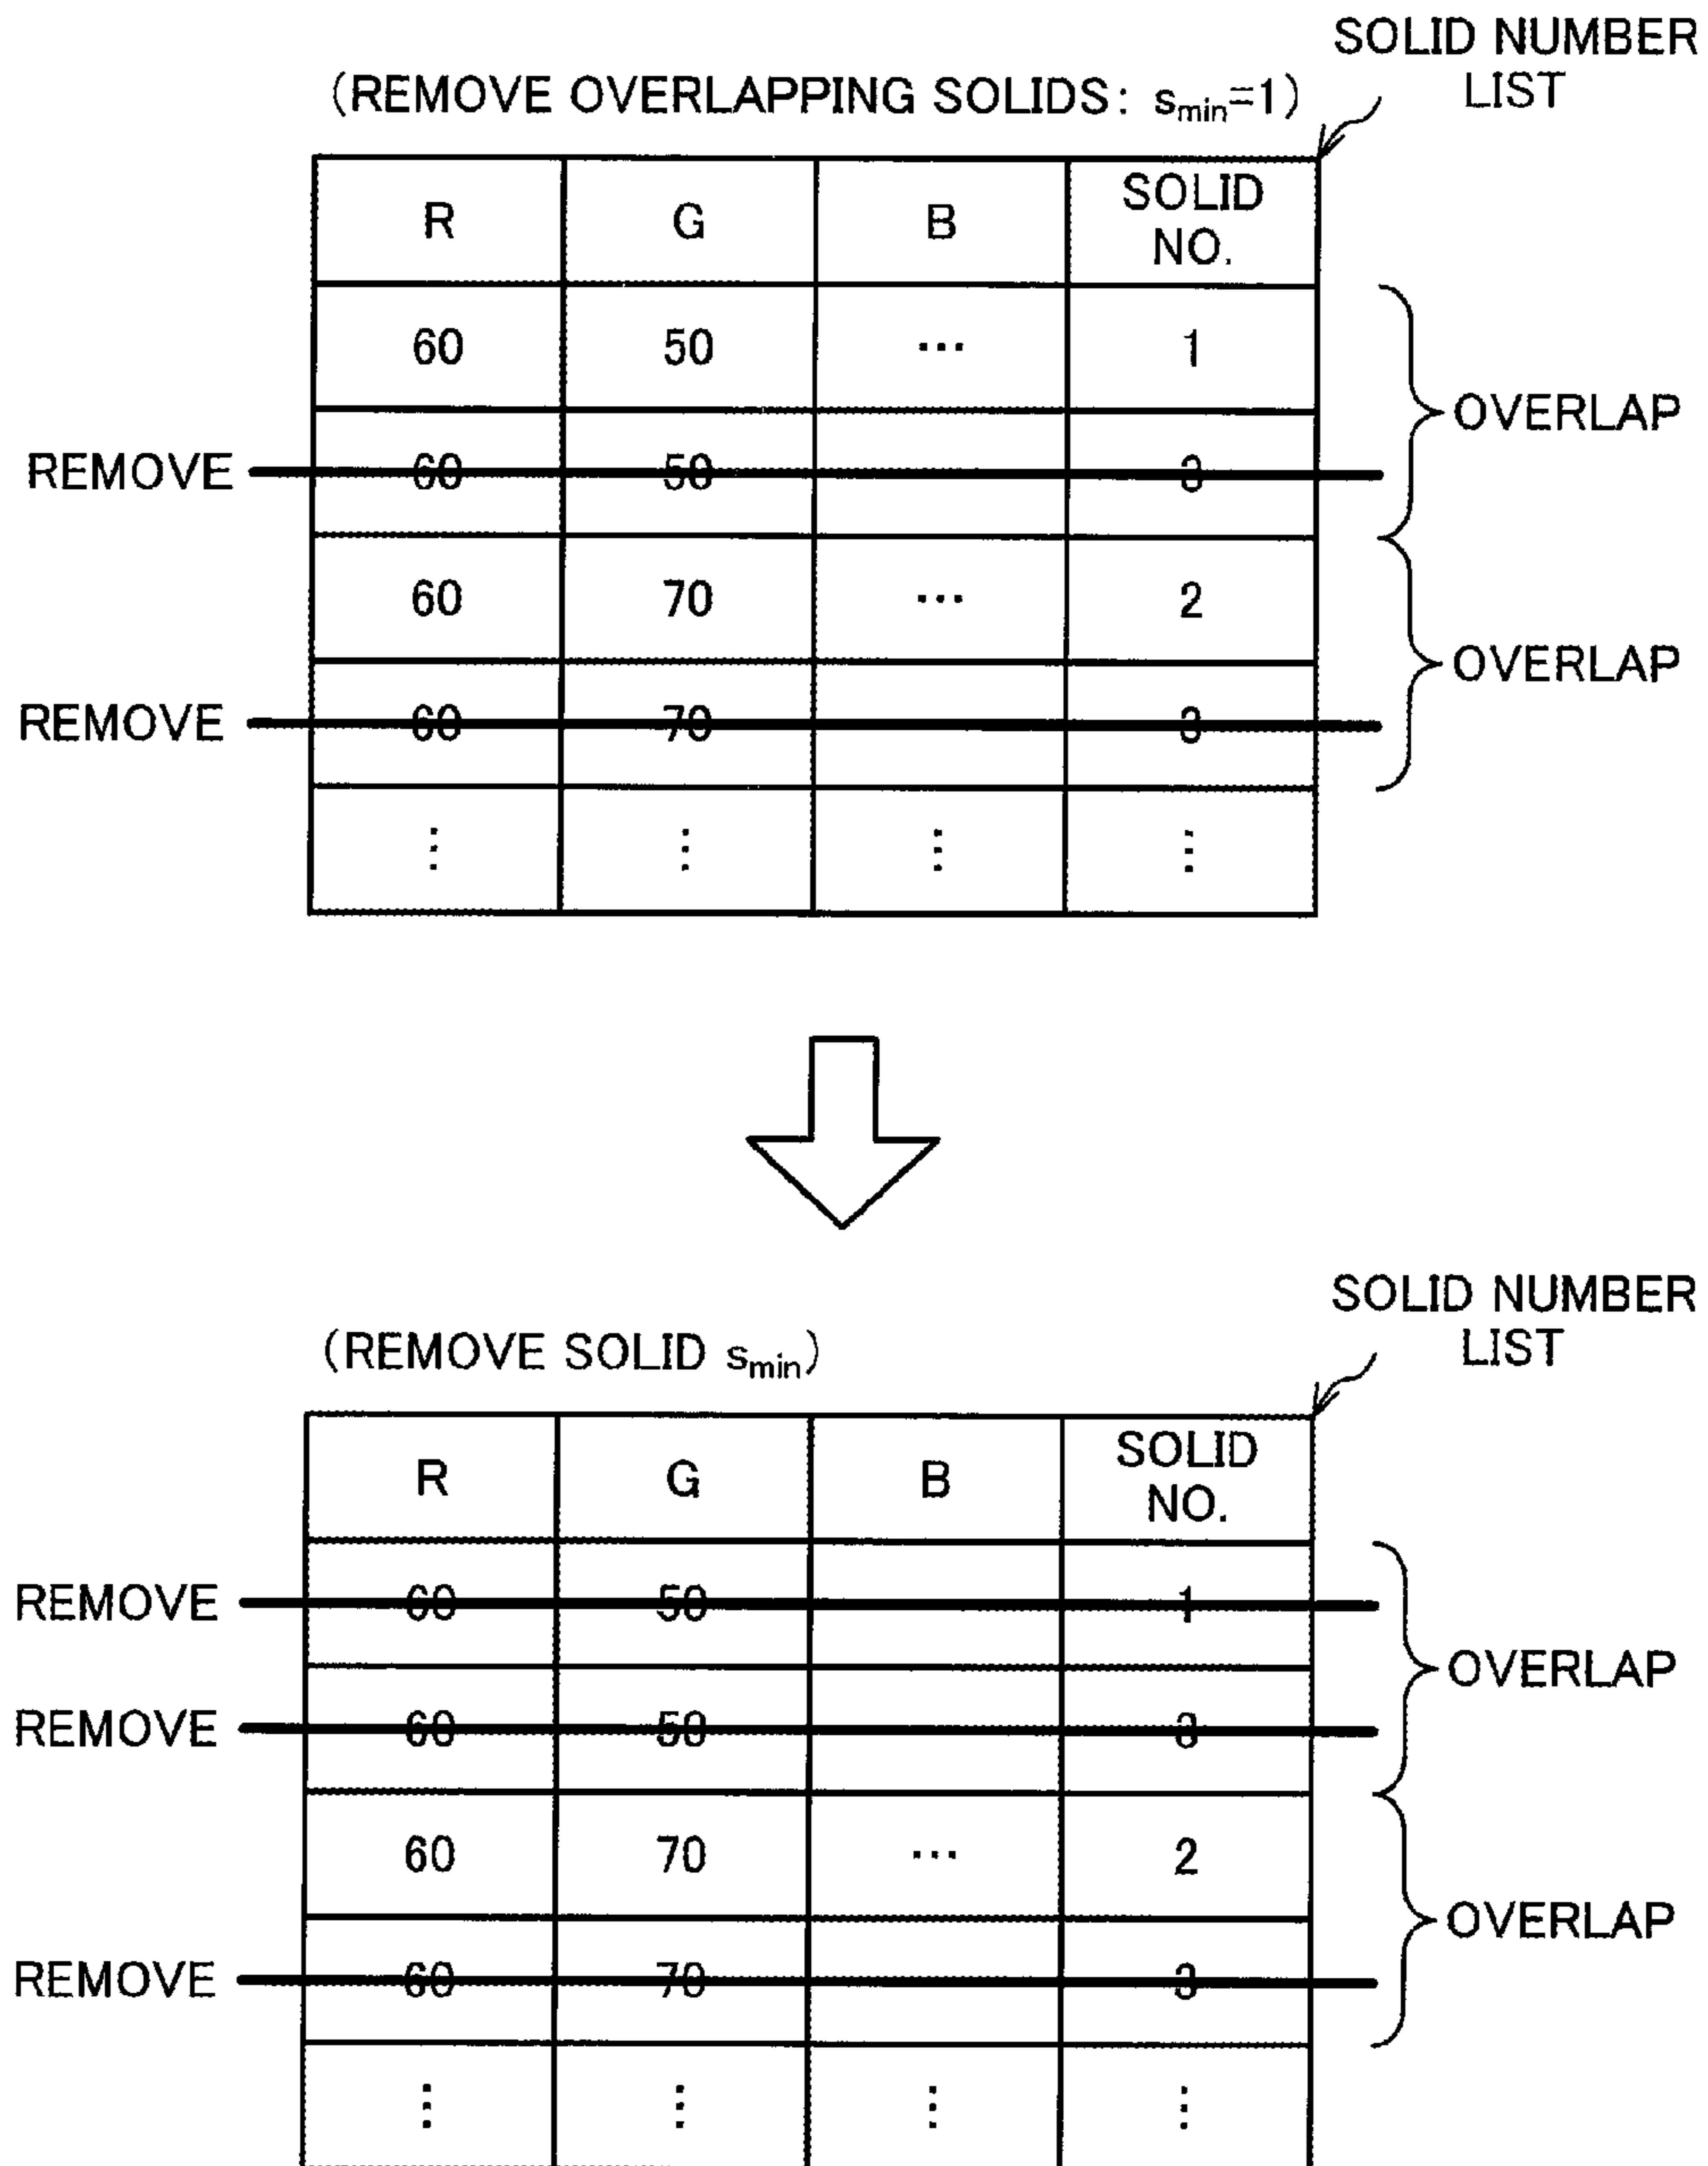 SOLID NUMBER
LIST
(REMOVE OVERLAPPING SOLIDS: smin=1)
R G B SOLID NO.
60 50 ... 1
OVERLAP
REMOVE 60 50 3
60 70 ... 2
OVERLAP
REMOVE 60 70 3
⋮ ⋮ ⋮ ⋮
SOLID NUMBER
LIST
(REMOVE SOLID smin)
R G B SOLID NO.
REMOVE 60 50 1
OVERLAP
REMOVE 60 50 3
60 70 ... 2
OVERLAP
REMOVE 60 70 3
⋮ ⋮ ⋮ ⋮